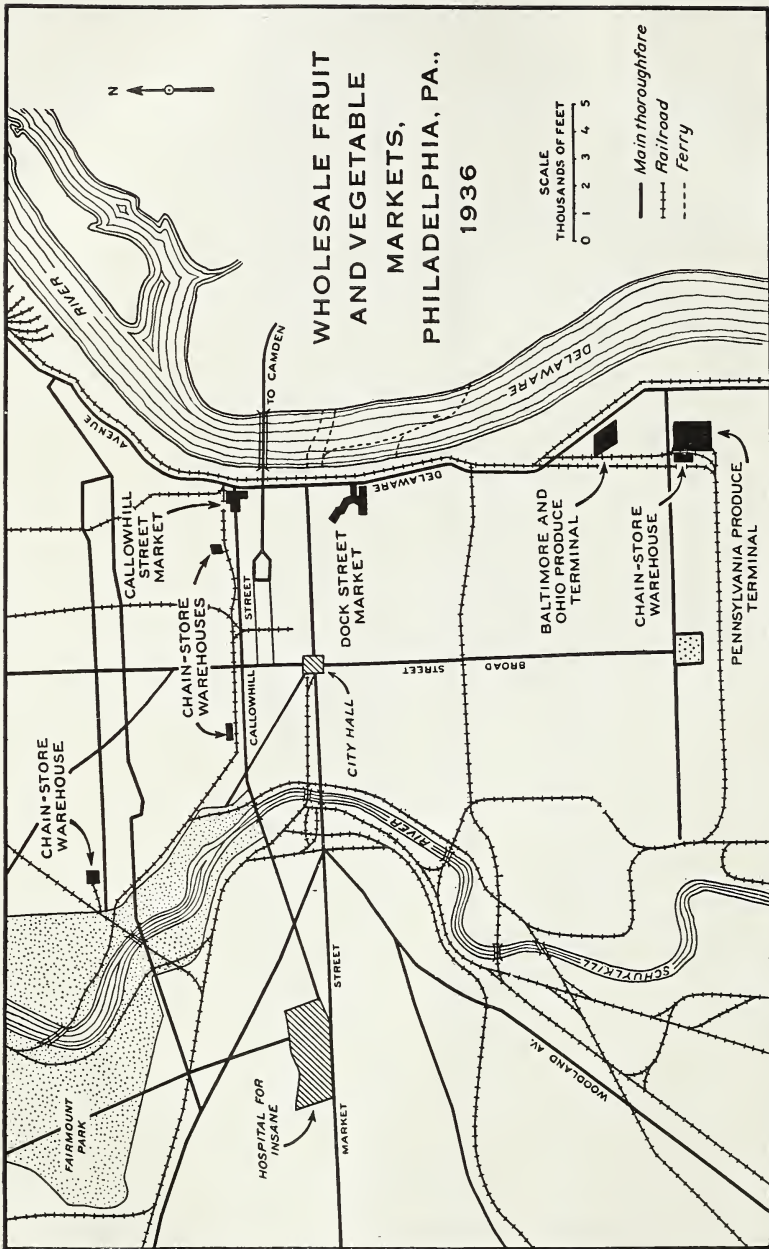 WHOLESALE FRUIT
AND VEGETABLE
MARKETS,
PHILADELPHIA, PA.,
1936
N
SCALE
THOUSANDS OF FEET
0 1 2 3 4 5
Main thoroughfare
Railroad
Ferry
RIVER
DELAWARE
TO CAMDEN
AVENUE
DELAWARE
CALLOWHILL
STREET
MARKET
CHAIN-STORE
WAREHOUSES
CHAIN-STORE
WAREHOUSE
CALLOWHILL
STREET
DOCK STREET
MARKET
CITY HALL
BROAD
STREET
BALTIMORE AND
OHIO PRODUCE
TERMINAL
CHAIN-STORE
WAREHOUSE
PENNSYLVANIA PRODUCE
TERMINAL
FAIRMOUNT
PARK
HOSPITAL FOR
INSANE
MARKET
STREET
SCHUYLKILL
RIVER
WOODLAND AV.